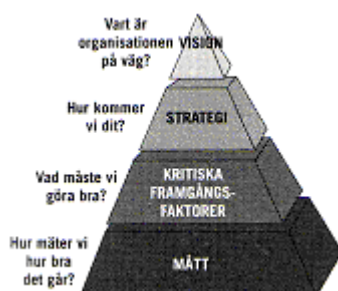 Vart är
organisationen
på väg?
VISION
Hur kommer
vi dit?
STRATEGI
Vad måste vi
göra bra?
KRITISKA
FRAMGÅNGS-
FAKTORER
Hur mäter vi
hur bra
det går?
MÅTT